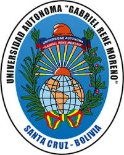 UNIVERSIDAD AUTONOMA "GABRIEL RENE MORENO"
SANTA CRUZ - BOLIVIA